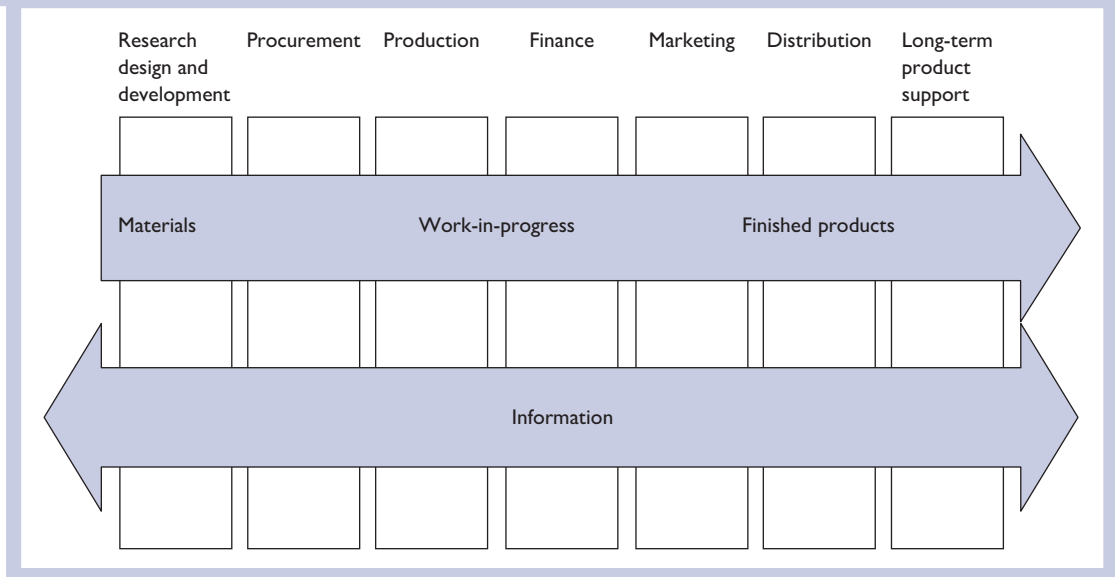 Research
design and
development
Procurement
Production
Finance
Marketing
Distribution
Long-term
product
support
Materials
Work-in-progress
Finished products
Information